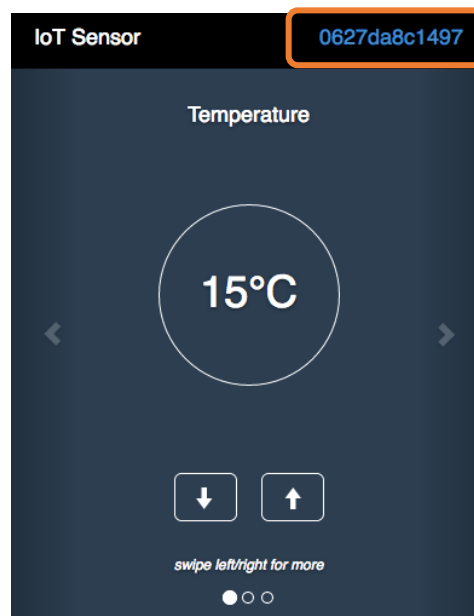 IoT Sensor 0627da8c1497
Temperature
15°C
swipe left/right for more